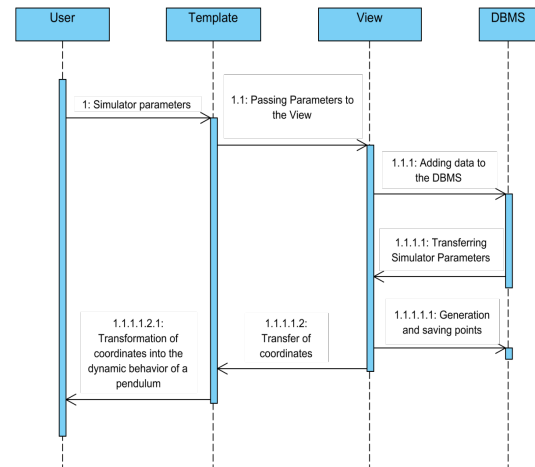 User
Template
View
DBMS
1: Simulator parameters
1.1: Passing Parameters to
the View
1.1.1: Adding data to
the DBMS
1.1.1.1: Transferring
Simulator Parameters
1.1.1.1.1: Generation
and saving points
1.1.1.1.2:
Transfer of
coordinates
1.1.1.1.2.1:
Transformation of
coordinates into the
dynamic behavior of a
pendulum